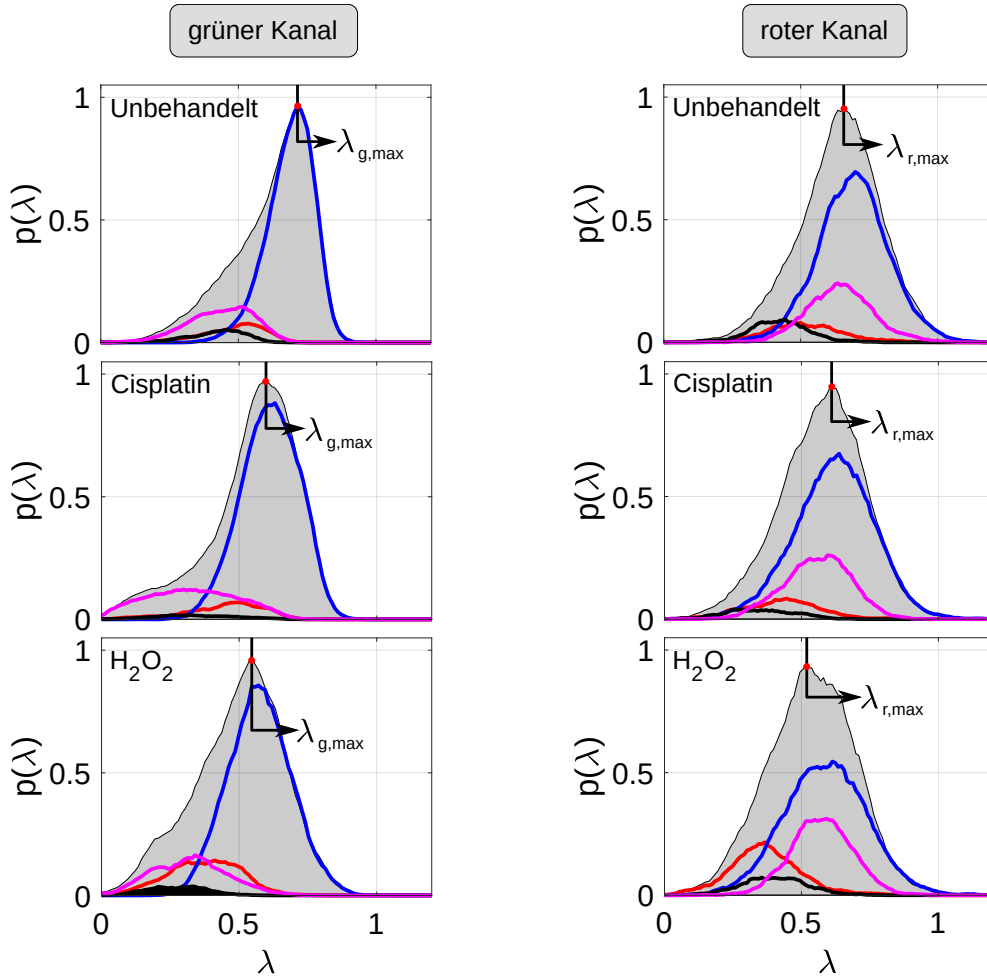 grüner Kanal
roter Kanal
Unbehandelt
λg,max
p(λ)
1
0.5
0
Unbehandelt
λr,max
p(λ)
1
0.5
0
Cisplatin
λg,max
p(λ)
1
0.5
0
Cisplatin
λr,max
p(λ)
1
0.5
0
H2O2
λg,max
p(λ)
1
0.5
0
0
0.5
1
λ
H2O2
λr,max
p(λ)
1
0.5
0
0
0.5
1
λ